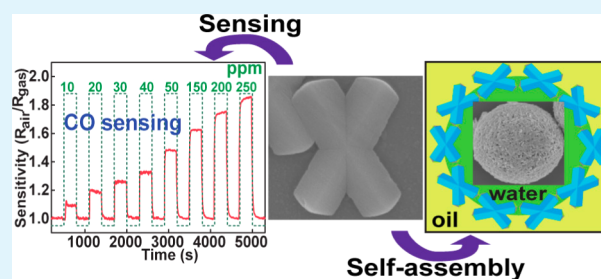 Sensing
Sensitivity (Rair/Rgas)
2.0
1.8
1.6
1.4
1.2
1.0
ppm
10 20 30 40 50 150 200 250
CO sensing
1000 2000 3000 4000 5000
Time (s)
water
oil
Self-assembly